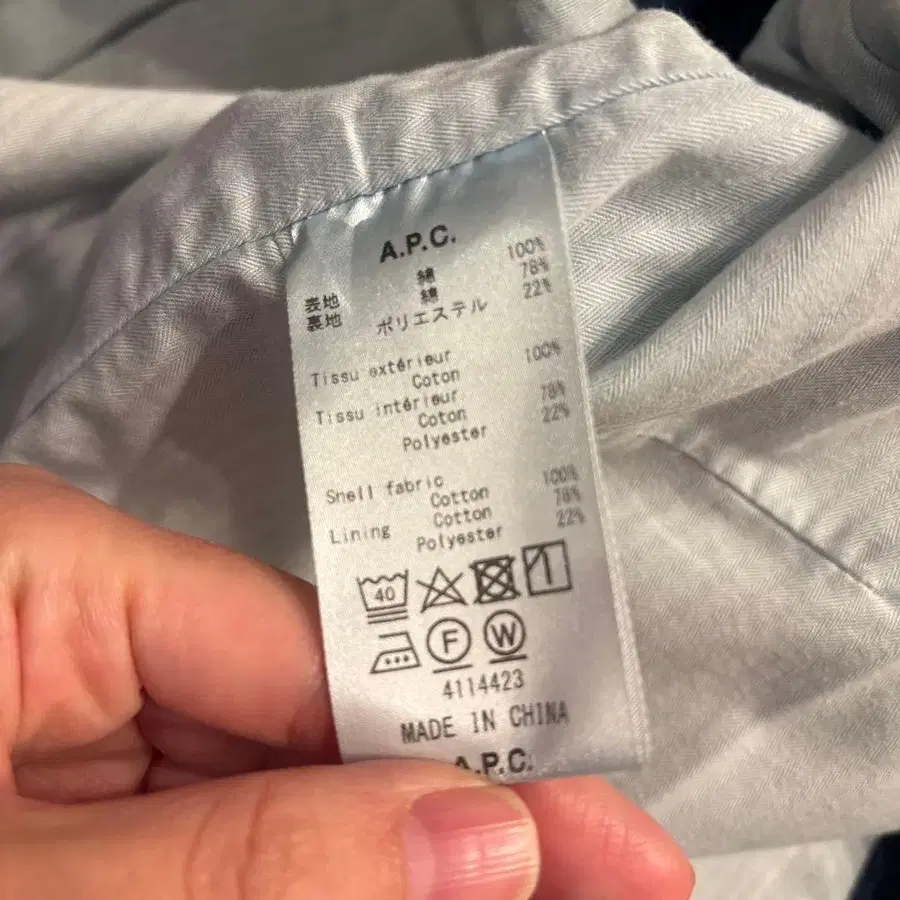 A.P.C.
表地 綿 100%
裏地 綿 78%
ポリエステル 22%
Tissu extérieur
Coton 100%
Tissu intérieur
Coton 78%
Polyester 22%
Shell fabric
Cotton 100%
Lining Cotton 78%
Polyester 22%
40
F W
4114423
MADE IN CHINA
A.P.C.